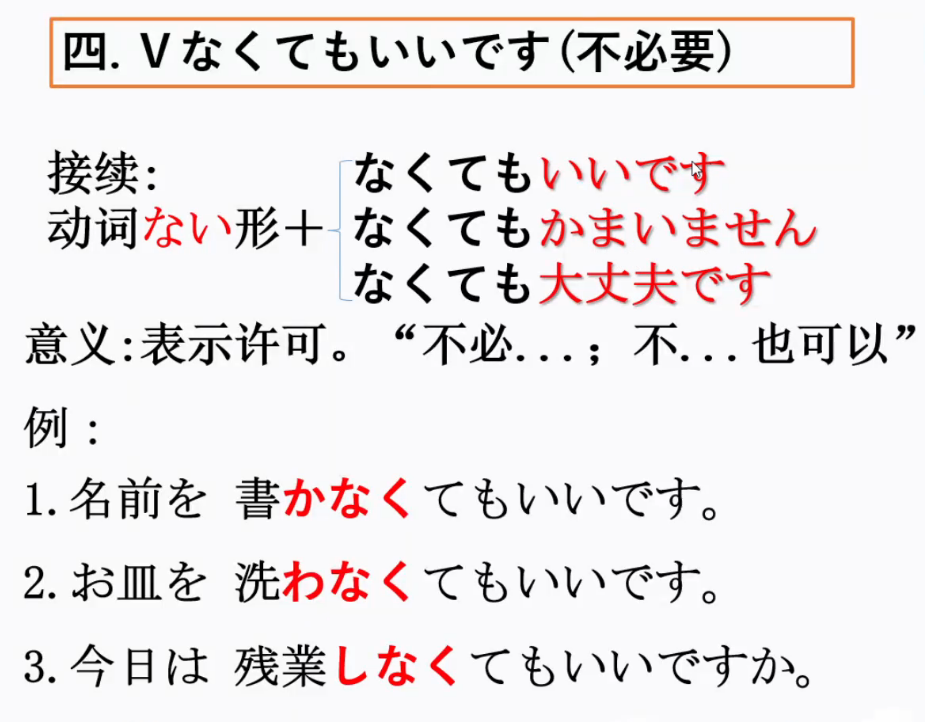 四. Vなくてもいいです(不必要)
接续:
动词ない形＋
なくてもいいです
なくてもかまいません
なくても大丈夫です
意义:表示许可。“不必...；不...也可以”
例：
1.名前を 書かなくてもいいです。
2.お皿を 洗わなくてもいいです。
3.今日は 残業しなくてもいいですか。